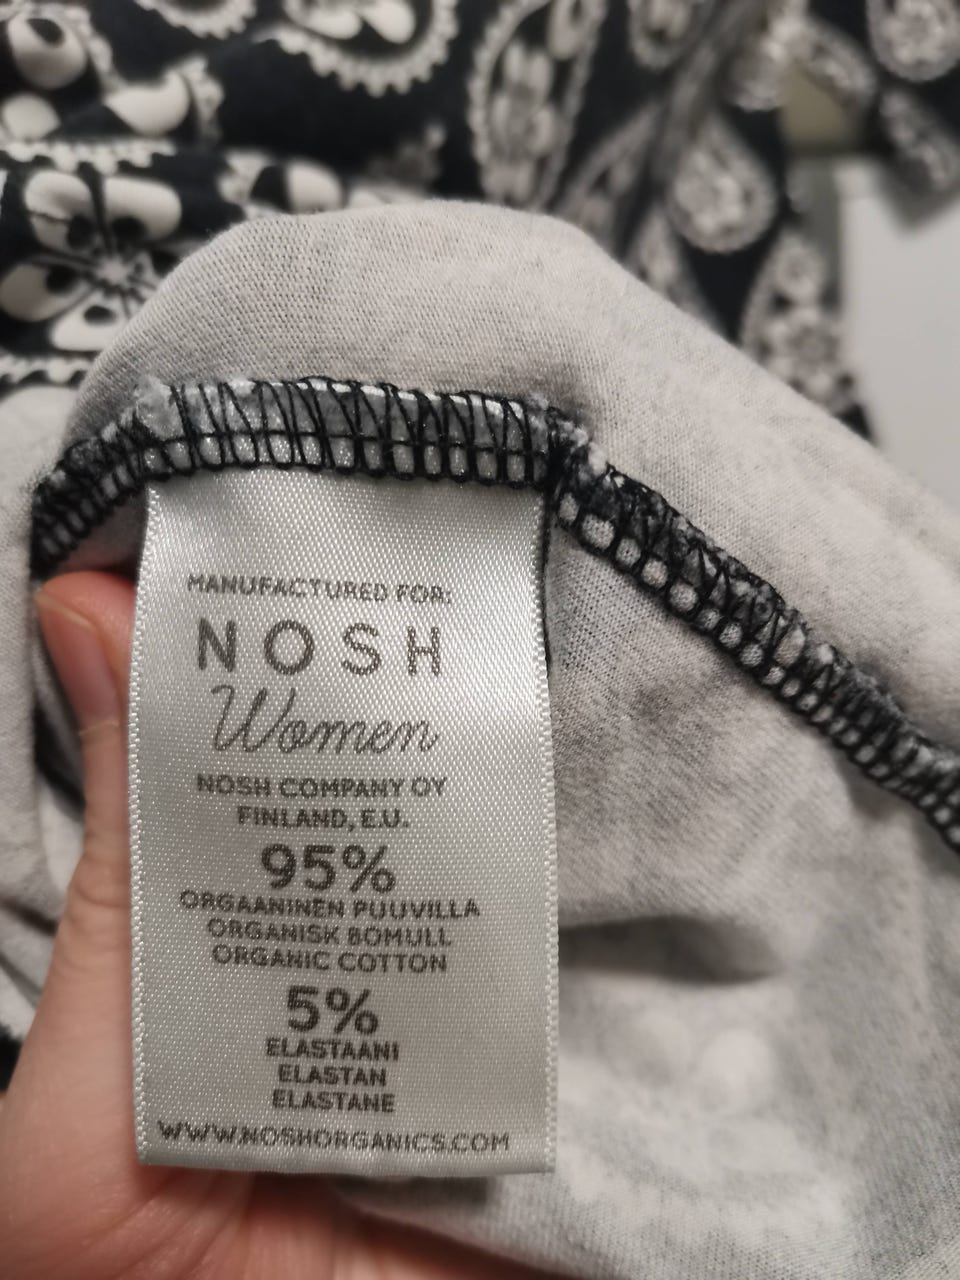 MANUFACTURED FOR:
NOSH
Women
NOSH COMPANY OY
FINLAND, E.U.
95%
ORGAANINEN PUUVILLA
ORGANISK BOMULL
ORGANIC COTTON
5%
ELASTAANI
ELASTAN
ELASTANE
WWW.NOSHORGANICS.COM